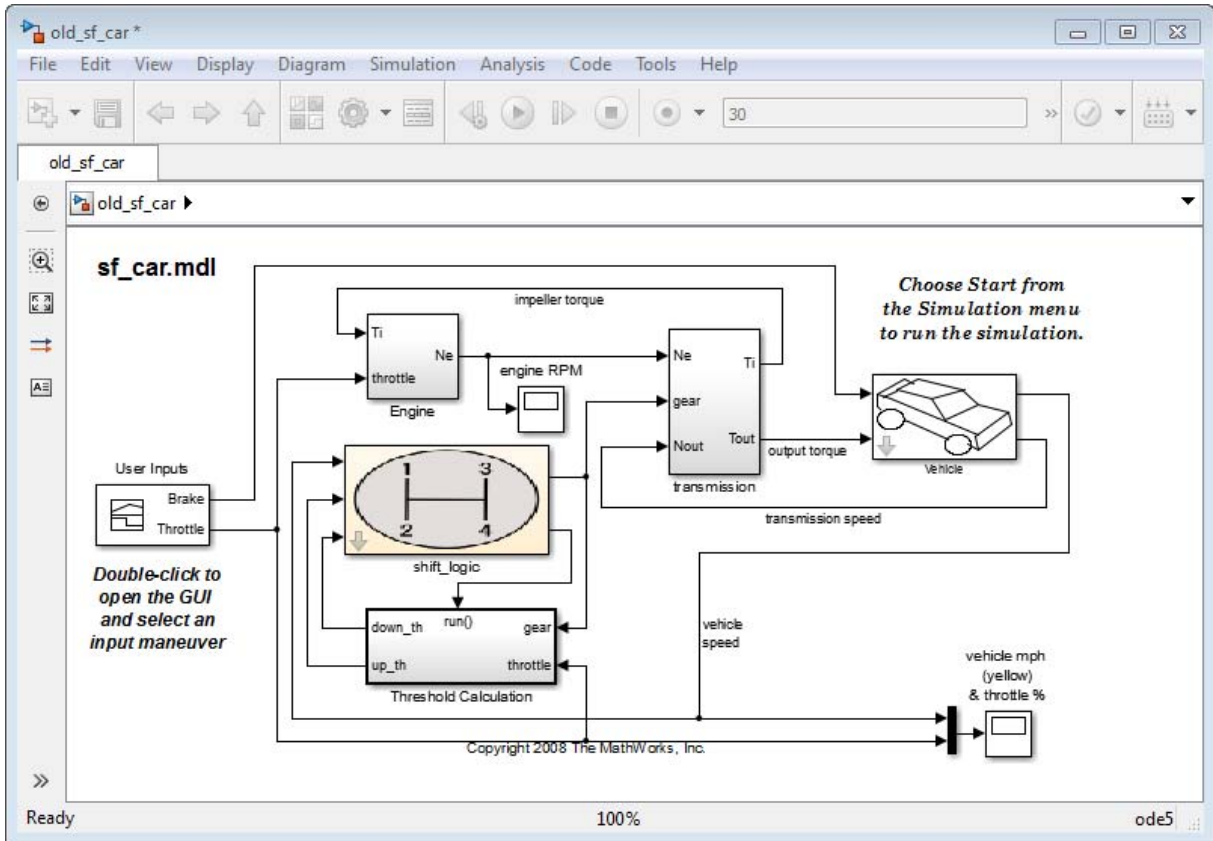 old_sf_car *
File Edit View Display Diagram Simulation Analysis Code Tools Help
30
old_sf_car
old_sf_car
sf_car.mdl
Choose Start from
the Simulation menu
to run the simulation.
impeller torque
Ti
Ne
throttle
Engine
engine RPM
Ne
Ti
gear
Nout
Tout
transmission
output torque
Vehicle
transmission speed
User Inputs
Brake
Throttle
Double-click to
open the GUI
and select an
input maneuver
1 3
2 4
shift_logic
run()
down_th
gear
up_th
throttle
Threshold Calculation
vehicle
speed
vehicle mph
(yellow)
& throttle %
Copyright 2008 The MathWorks, Inc.
Ready
100%
ode5